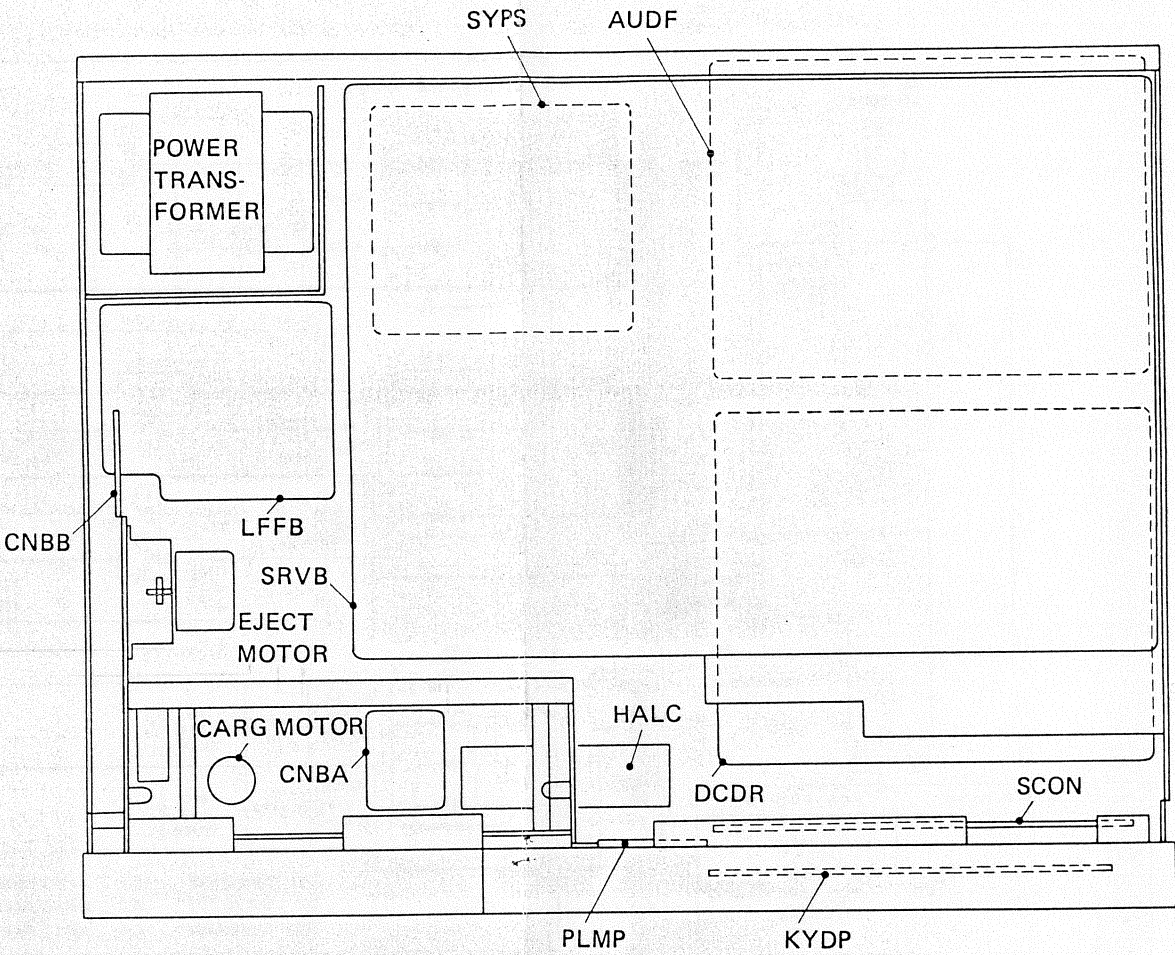 SYPS
AUDF
POWER
TRANS-
FORMER
CNBB
LFFB
SRVB
EJECT
MOTOR
CARG MOTOR
CNBA
HALC
DCDR
SCON
PLMP
KYDP